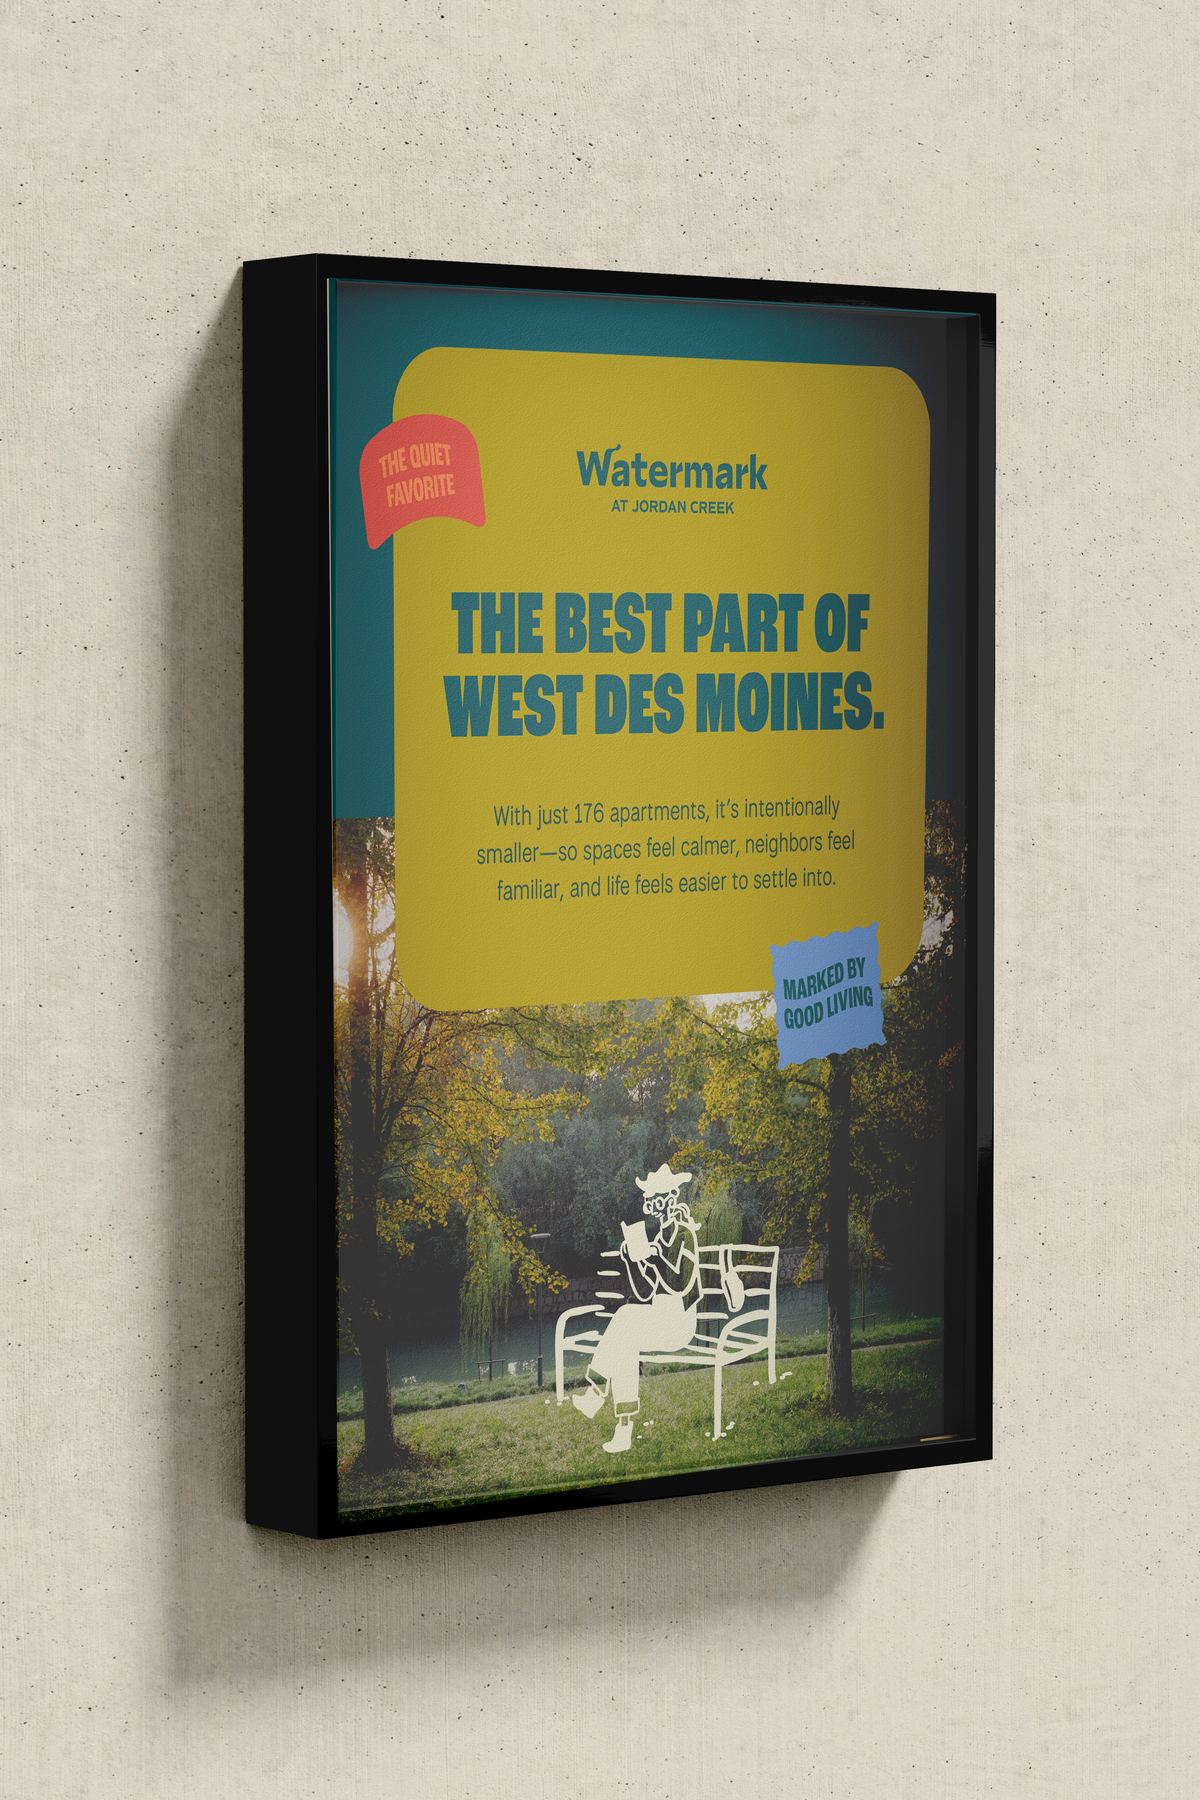 THE QUIET
FAVORITE
Watermark
AT JORDAN CREEK
THE BEST PART OF
WEST DES MOINES.
With just 176 apartments, it’s intentionally
smaller—so spaces feel calmer, neighbors feel
familiar, and life feels easier to settle into.
MARKED BY
GOOD LIVING